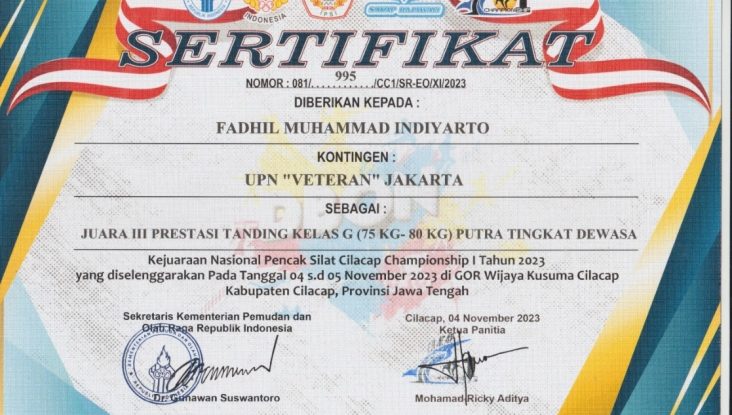 INDONESIA
IPSI
CHAMPIONSHIP
SERTIFIKAT
NOMOR : 081/. . . 995 . . . ./CC1/SR-EO/XI/2023
DIBERIKAN KEPADA :
FADHIL MUHAMMAD INDIYARTO
KONTINGEN :
UPN "VETERAN" JAKARTA
SEBAGAI :
JUARA III PRESTASI TANDING KELAS G (75 KG- 80 KG) PUTRA TINGKAT DEWASA
Kejuaraan Nasional Pencak Silat Cilacap Championship I Tahun 2023
yang diselenggarakan Pada Tanggal 04 s.d 05 November 2023 di GOR Wijaya Kusuma Cilacap
Kabupaten Cilacap, Provinsi Jawa Tengah
Sekretaris Kementerian Pemudan dan
Olah Raga Republik Indonesia
Cilacap, 04 November 2023
Ketua Panitia
Dr. Gunawan Suswantoro
Mohamad Ricky Aditya